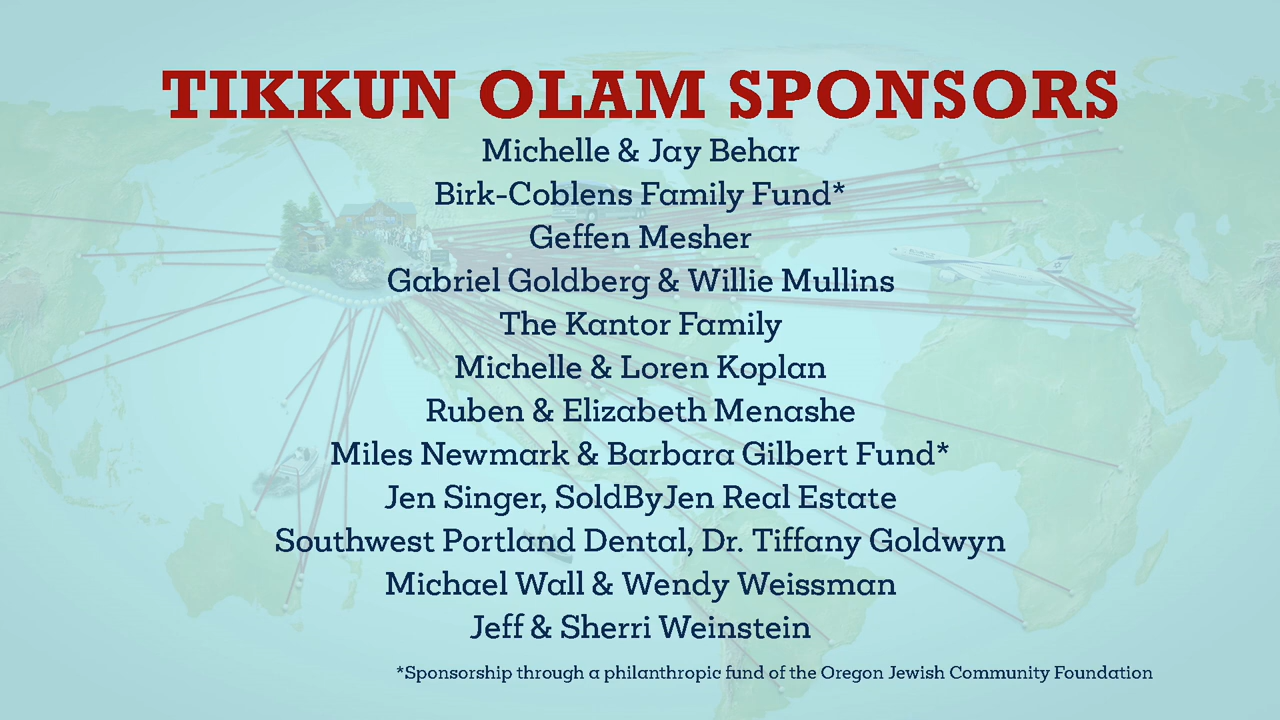 TIKKUN OLAM SPONSORS
Michelle & Jay Behar
Birk-Coblens Family Fund*
Geffen Mesher
Gabriel Goldberg & Willie Mullins
The Kantor Family
Michelle & Loren Koplan
Ruben & Elizabeth Menashe
Miles Newmark & Barbara Gilbert Fund*
Jen Singer, SoldByJen Real Estate
Southwest Portland Dental, Dr. Tiffany Goldwyn
Michael Wall & Wendy Weissman
Jeff & Sherri Weinstein
*Sponsorship through a philanthropic fund of the Oregon Jewish Community Foundation